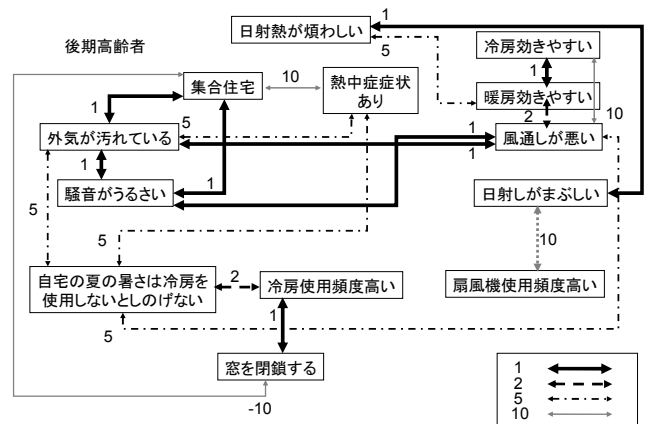 後期高齢者
日射熱が煩わしい
1
5
冷房効きやすい
集合住宅
10
熱中症症状
あり
1
暖房効きやすい
10
1
5
2
外気が汚れている
1
1
風通しが悪い
1
騒音がうるさい
1
日射しがまぶしい
5
5
10
自宅の夏の暑さは冷房を
使用しないとしのげない
2
冷房使用頻度高い
扇風機使用頻度高い
5
1
窓を閉鎖する
-10
1
2
5
10